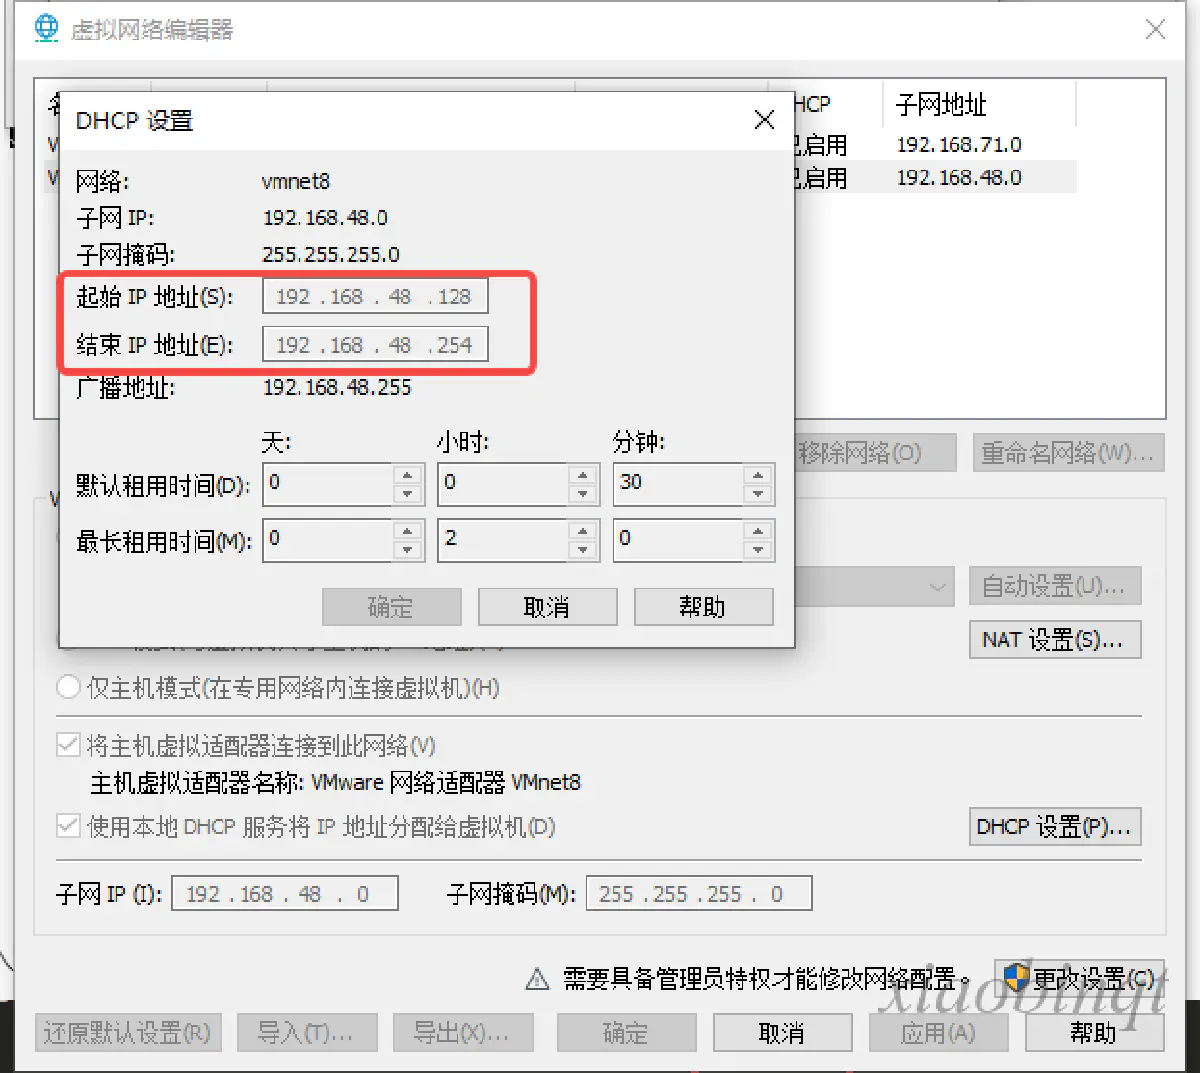 虚拟网络编辑器
HCP 子网地址
已启用 192.168.71.0
已启用 192.168.48.0
DHCP 设置
网络: vmnet8
子网 IP: 192.168.48.0
子网掩码: 255.255.255.0
起始 IP 地址(S): 192 .168 . 48 .128
结束 IP 地址(E): 192 .168 . 48 .254
广播地址: 192.168.48.255
天: 小时: 分钟:
默认租用时间(D): 0 0 30
最长租用时间(M): 0 2 0
确定 取消 帮助
移除网络(O) 重命名网络(W)...
自动设置(U)...
NAT 设置(S)...
仅主机模式(在专用网络内连接虚拟机)(H)
将主机虚拟适配器连接到此网络(V)
主机虚拟适配器名称: VMware 网络适配器 VMnet8
使用本地 DHCP 服务将 IP 地址分配给虚拟机(D)
DHCP 设置(P)...
子网 IP (I): 192 .168 . 48 . 0 子网掩码(M): 255 .255 .255 . 0
需要具备管理员特权才能修改网络配置。 更改设置(C)
xiaobinqt
还原默认设置(R) 导入(T)... 导出(X)... 确定 取消 应用(A) 帮助